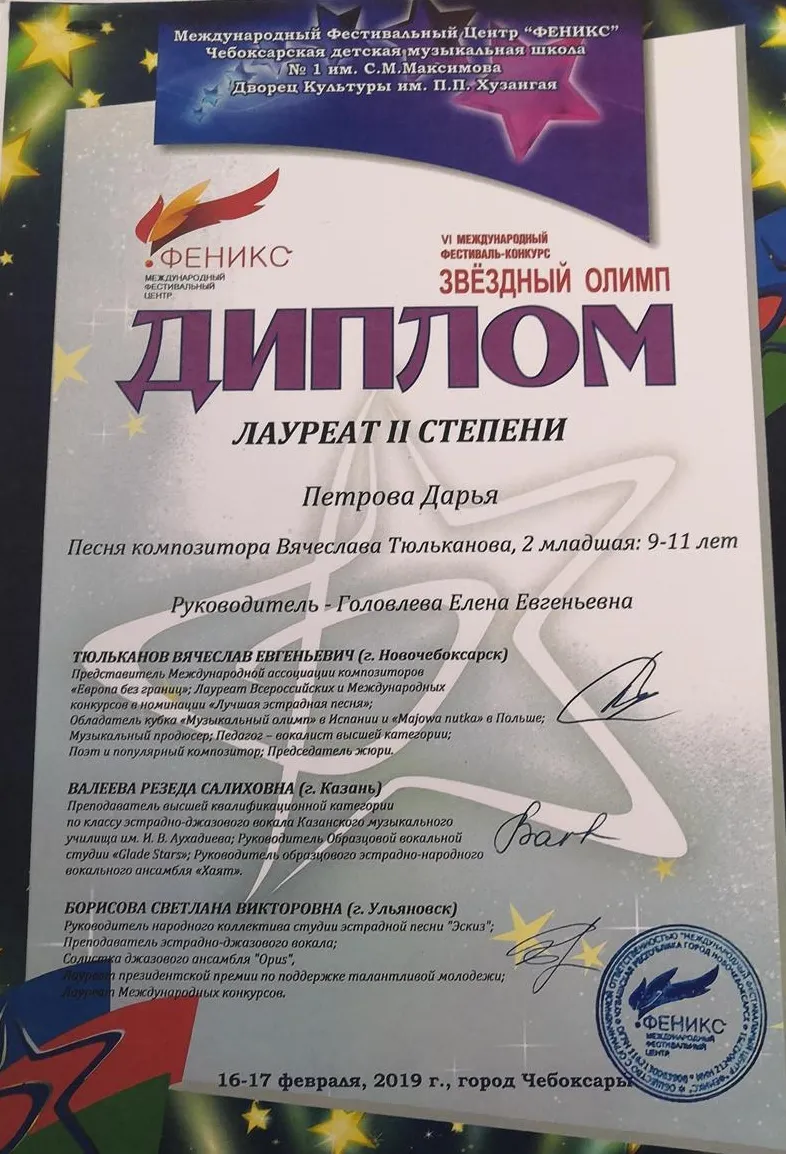 Международный Фестивальный Центр “ФЕНИКС”
Чебоксарская детская музыкальная школа
№ 1 им. С.М.Максимова
Дворец Культуры им. П.П. Хузангая
ФЕНИКС
МЕЖДУНАРОДНЫЙ
ФЕСТИВАЛЬНЫЙ
ЦЕНТР
VI МЕЖДУНАРОДНЫЙ
ФЕСТИВАЛЬ-КОНКУРС
ЗВЁЗДНЫЙ ОЛИМП
ДИПЛОМ
ЛАУРЕАТ II СТЕПЕНИ
Петрова Дарья
Песня композитора Вячеслава Тюльканова, 2 младшая: 9-11 лет
Руководитель - Головлева Елена Евгеньевна
ТЮЛЬКАНОВ ВЯЧЕСЛАВ ЕВГЕНЬЕВИЧ (г. Новочебоксарск)
Представитель Международной ассоциации композиторов
«Европа без границ»; Лауреат Всероссийских и Международных
конкурсов в номинации «Лучшая эстрадная песня»;
Обладатель кубка «Музыкальный олимп» в Испании и «Majowa nutka» в Польше;
Музыкальный продюсер; Педагог – вокалист высшей категории;
Поэт и популярный композитор; Председатель жюри.
ВАЛЕЕВА РЕЗЕДА САЛИХОВНА (г. Казань)
Преподаватель высшей квалификационной категории
по классу эстрадно-джазового вокала Казанского музыкального
училища им. И. В. Аухадиева; Руководитель Образцовой вокальной
студии «Glade Stars»; Руководитель образцового эстрадно-народного
вокального ансамбля «Хаят».
БОРИСОВА СВЕТЛАНА ВИКТОРОВНА (г. Ульяновск)
Руководитель народного коллектива студии эстрадной песни "Эскиз";
Преподаватель эстрадно-джазового вокала;
Солистка джазового ансамбля "Opus",
Лауреат президентской премии по поддержке талантливой молодежи;
Лауреат Международных конкурсов.
ФЕНИКС
МЕЖДУНАРОДНЫЙ
ФЕСТИВАЛЬНЫЙ
ЦЕНТР
16-17 февраля, 2019 г., город Чебоксары